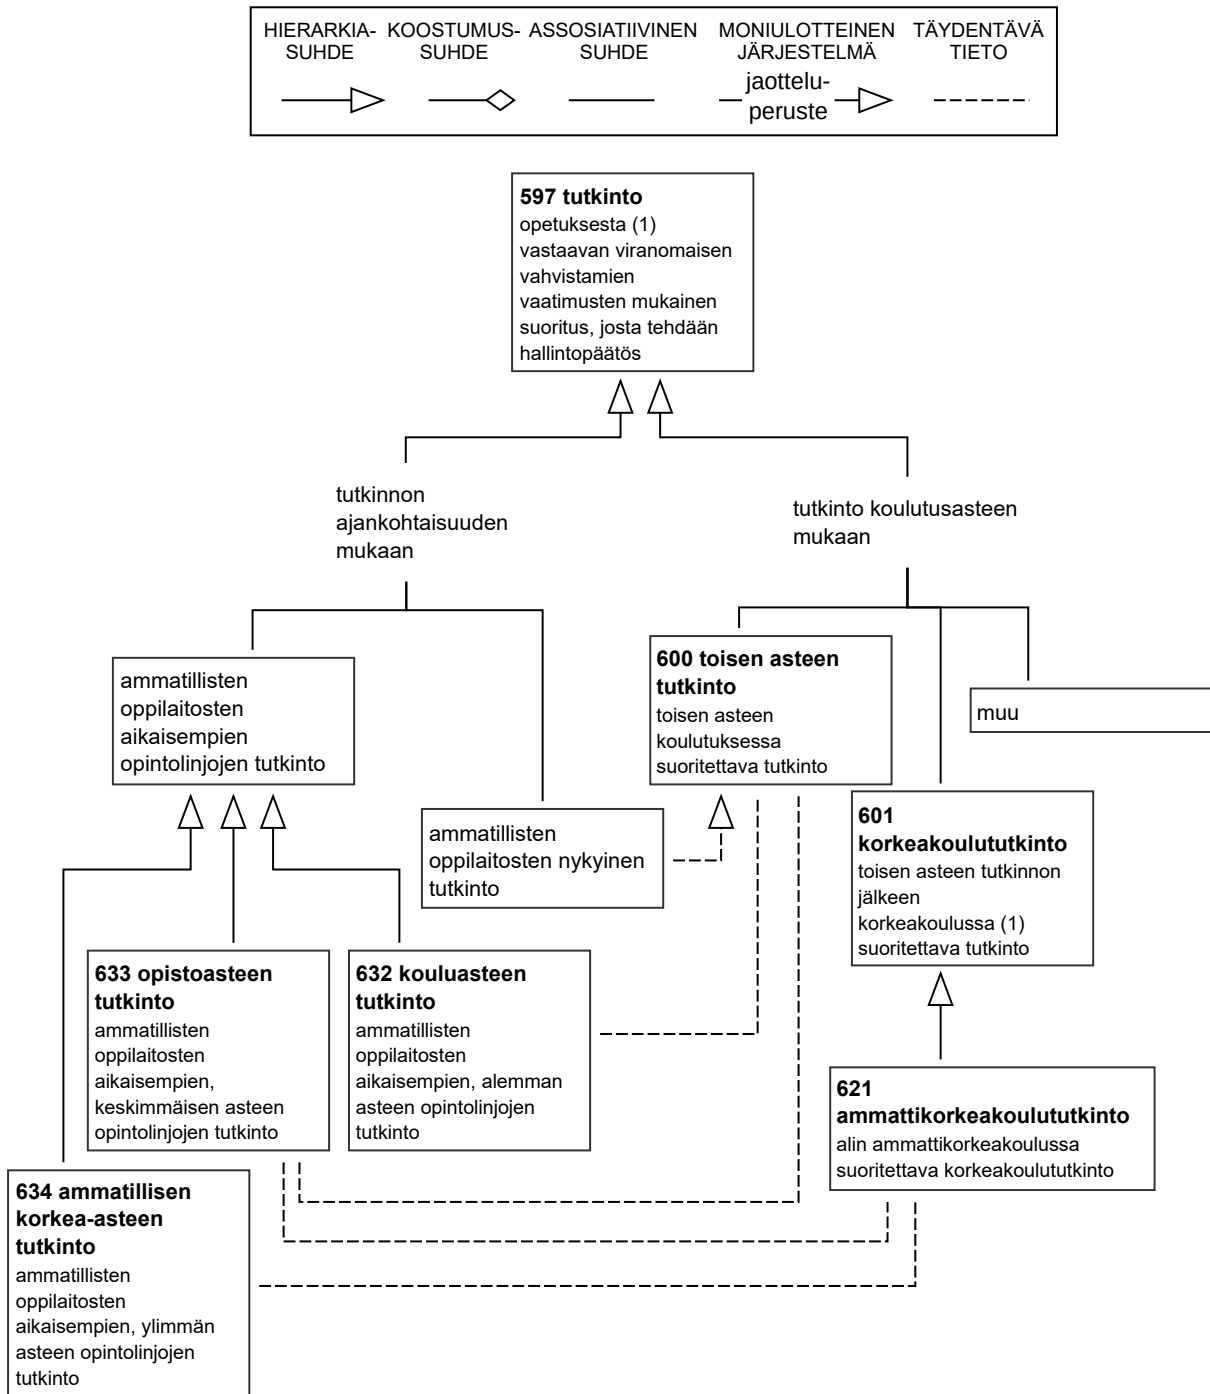 HIERARKIA-
SUHDE
KOOSTUMUS-
SUHDE
ASSOSIATIIVINEN
SUHDE
MONIULOTTEINEN
JÄRJESTELMÄ
jaottelu-
peruste
TÄYDENTÄVÄ
TIETO
597 tutkinto
opetuksesta (1)
vastaavan viranomaisen
vahvistamien
vaatimusten mukainen
suoritus, josta tehdään
hallintopäätös
tutkinnon
ajankohtaisuuden
mukaan
tutkinto koulutusasteen
mukaan
ammatillisten
oppilaitosten
aikaisempien
opintolinjojen tutkinto
600 toisen asteen
tutkinto
toisen asteen
koulutuksessa
suoritettava tutkinto
muu
ammatillisten
oppilaitosten nykyinen
tutkinto
601
korkeakoulututkinto
toisen asteen tutkinnon
jälkeen
korkeakoulussa (1)
suoritettava tutkinto
633 opistoasteen
tutkinto
ammatillisten
oppilaitosten
aikaisempien,
keskimmäisen asteen
opintolinjojen tutkinto
632 kouluasteen
tutkinto
ammatillisten
oppilaitosten
aikaisempien, alemman
asteen opintolinjojen
tutkinto
621
ammattikorkeakoulututkinto
alin ammattikorkeakoulussa
suoritettava korkeakoulututkinto
634 ammatillisen
korkea-asteen
tutkinto
ammatillisten
oppilaitosten
aikaisempien, ylimmän
asteen opintolinjojen
tutkinto